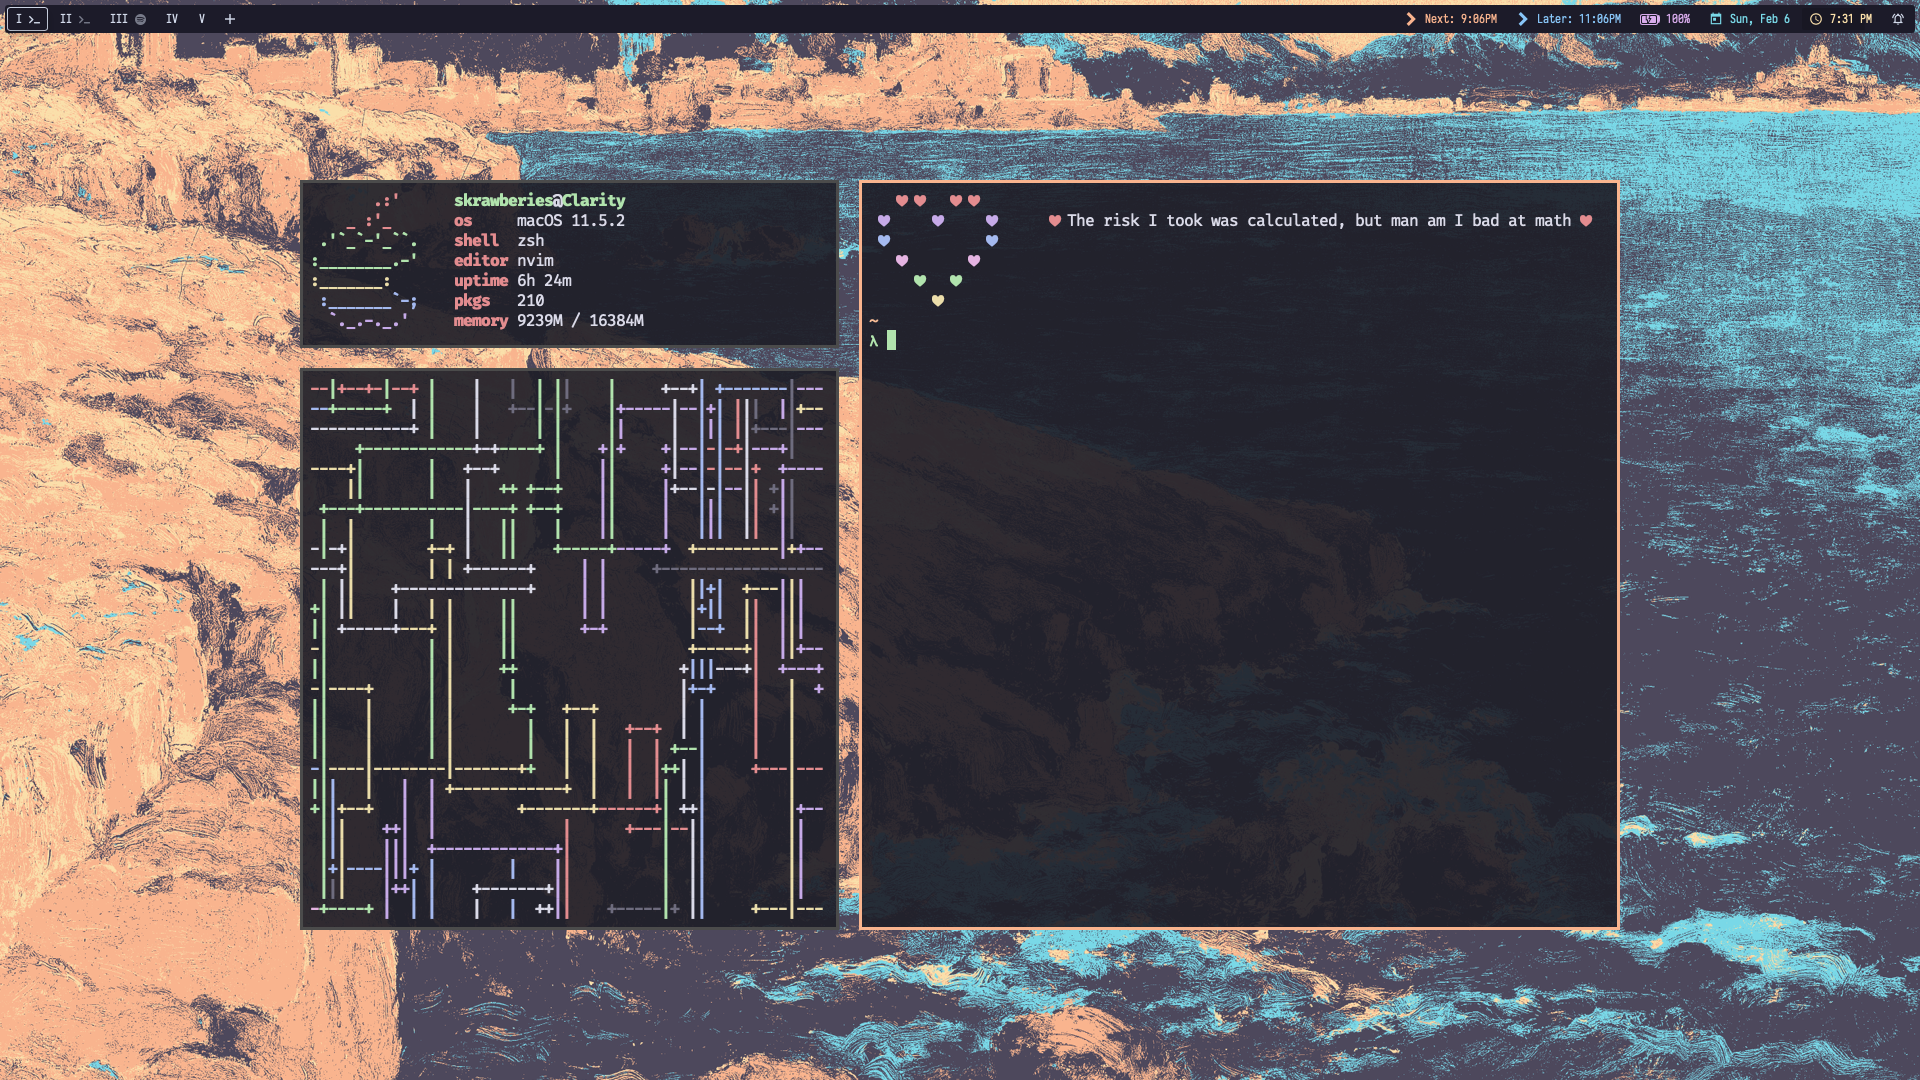 I II III IV V + Next: 9:06PM Later: 11:06PM 100% Sun, Feb 6 7:31 PM
skrawberies@Clarity
os macOS 11.5.2
shell zsh
editor nvim
uptime 6h 24m
pkgs 210
memory 9239M / 16384M
The risk I took was calculated, but man am I bad at math
~
λ